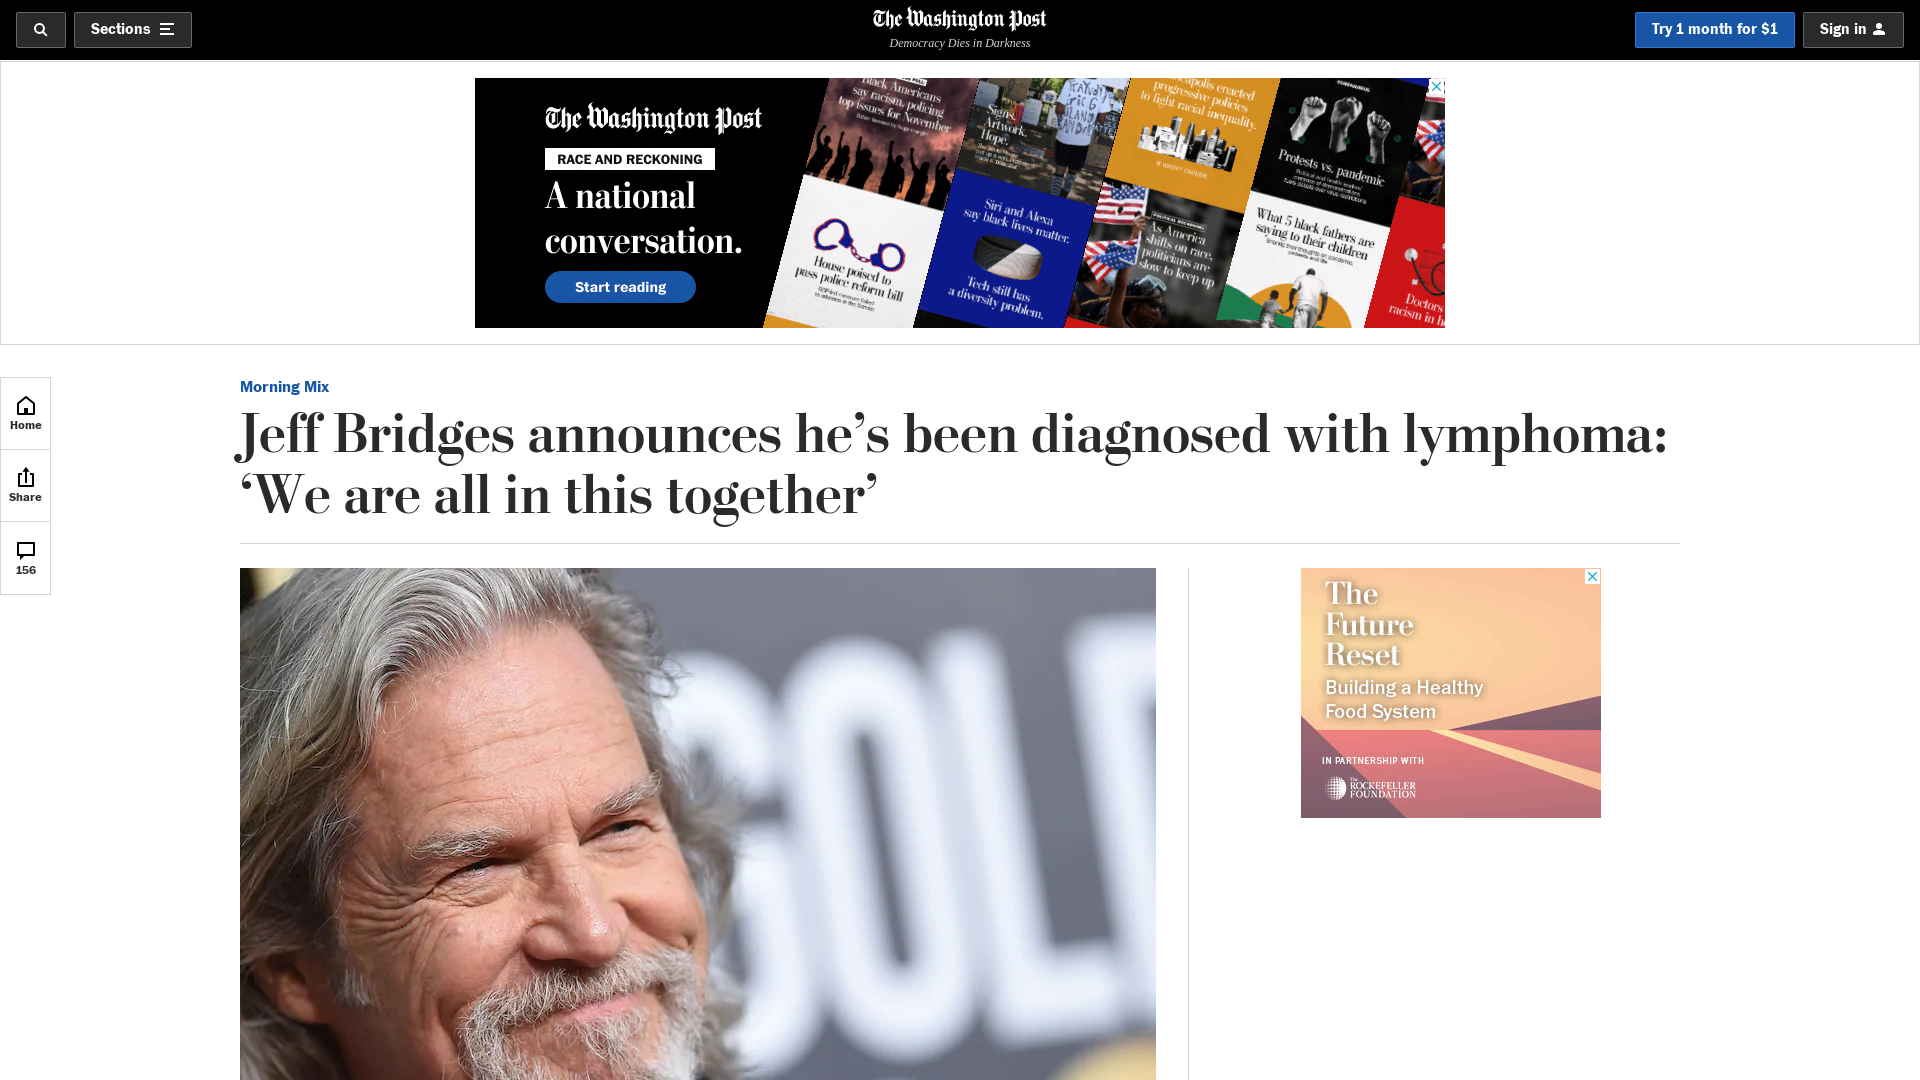 Sections
The Washington Post
Democracy Dies in Darkness
Try 1 month for $1
Sign in
The Washington Post
RACE AND RECKONING
A national
conversation.
Start reading
Black Americans
say racism, policing
top issues for November
Signs.
Artwork.
Hope.
enacted
progressive policies
to fight racial inequality.
IT WASN'T ENOUGH.
CORONAVIRUS
Protests vs. pandemic
House poised to
pass police reform bill
Siri and Alexa
say black lives matter.
Tech still has
a diversity problem.
As America
shifts on race,
politicians are
slow to keep up
What 5 black fathers are
saying to their children
Doctors
racism in
Home
Share
156
Morning Mix
Jeff Bridges announces he’s been diagnosed with lymphoma:
‘We are all in this together’
The
Future
Reset
Building a Healthy
Food System
IN PARTNERSHIP WITH
The
ROCKEFELLER
FOUNDATION
GOL